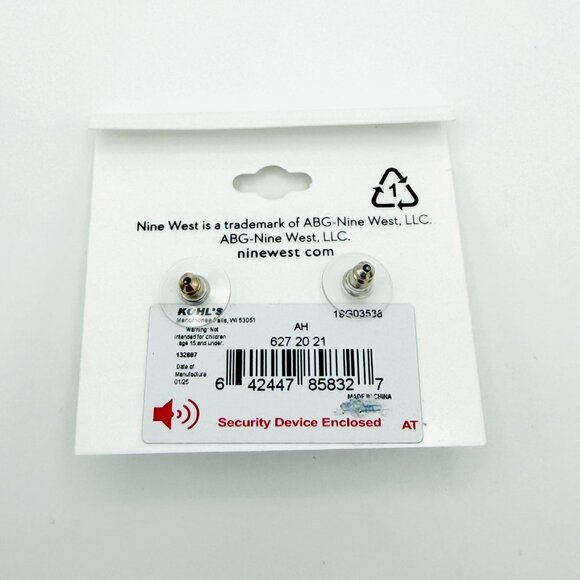 1
Nine West is a trademark of ABG-Nine West, LLC.
ABG-Nine West, LLC.
ninewest com
KOHL'S
Menomonee Falls, WI 53051
19G03538
Warning: Not
intended for children
age 15 and under.
AH
627 20 21
132887
Date of
Manufacture
01/25
6 42447 85832 7
MADE IN CHINA
Security Device Enclosed
AT